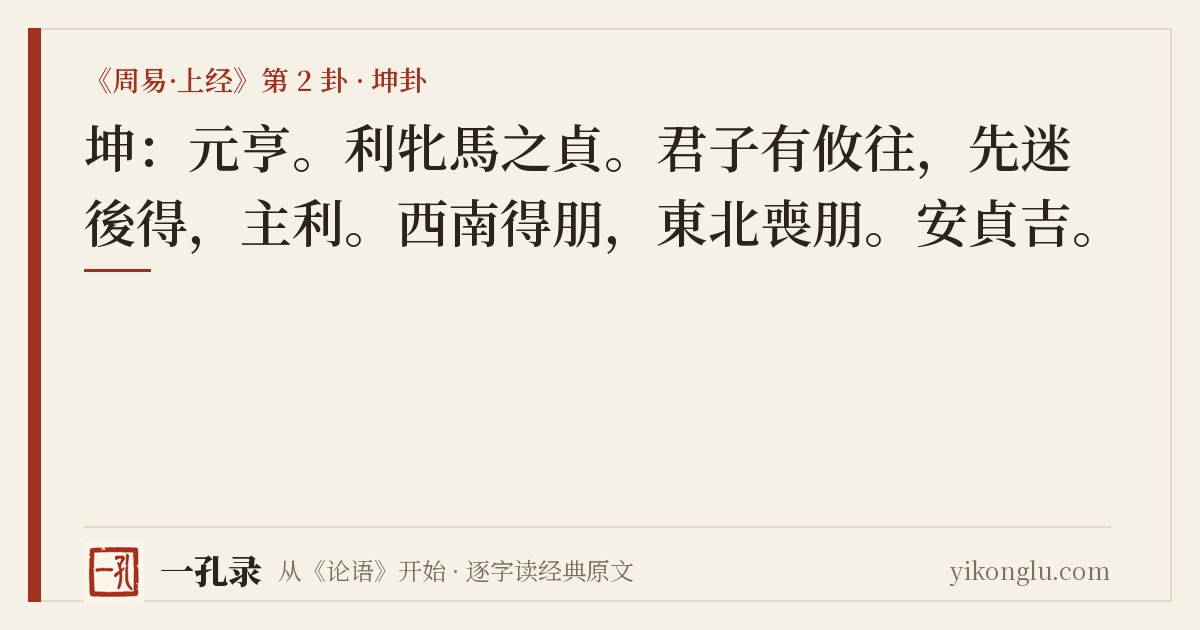 《周易·上经》第 2 卦 · 坤卦
坤：元亨。利牝馬之貞。君子有攸往，先迷
後得，主利。西南得朋，東北喪朋。安貞吉。
一孔
一孔录
从《论语》开始 · 逐字读经典原文
yikonglu.com